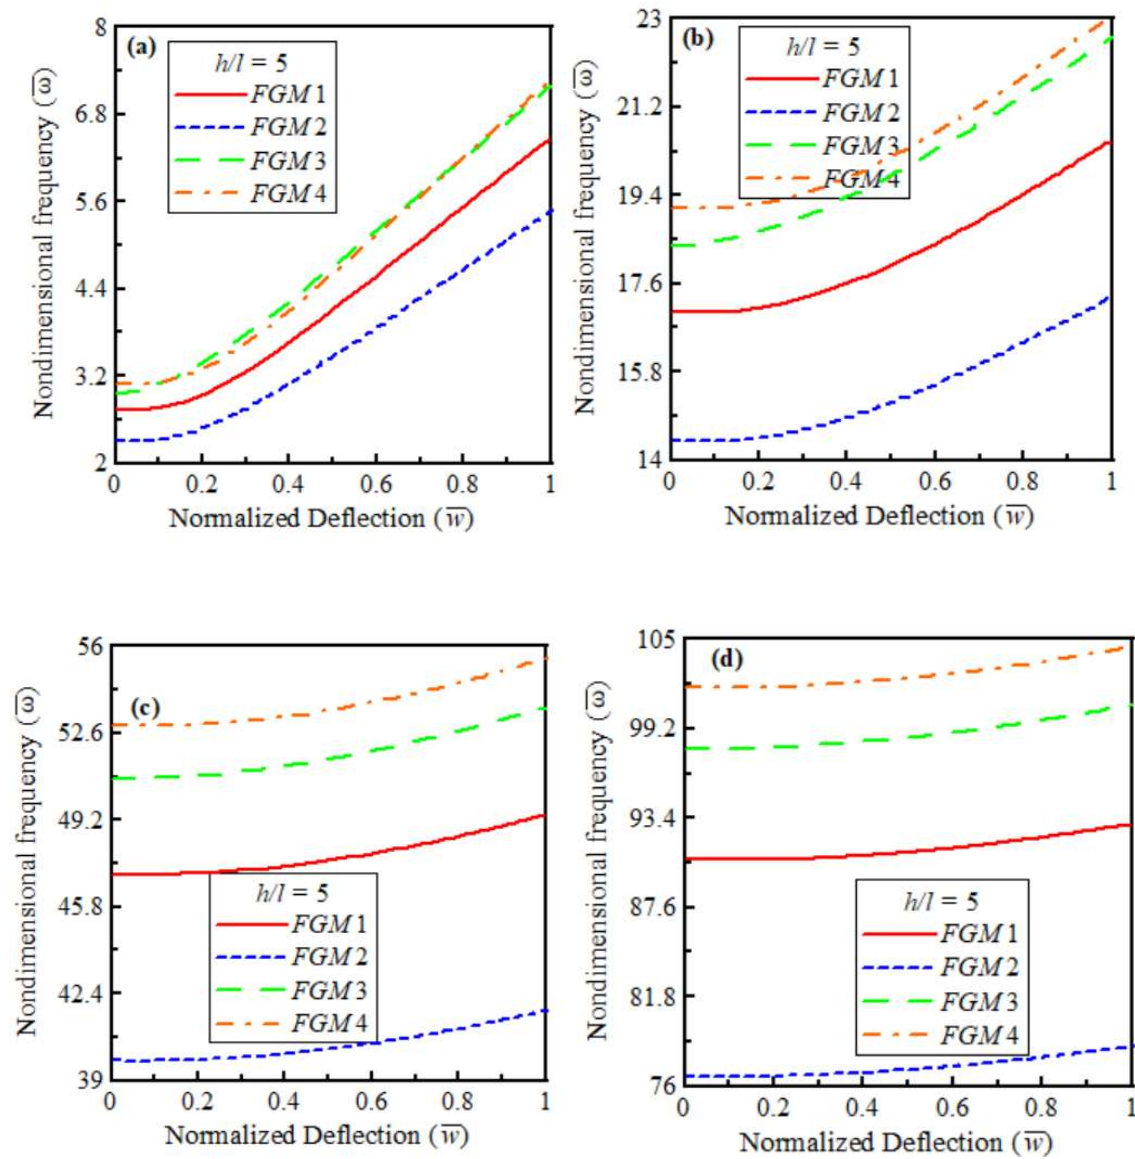 (a)
h/l = 5
FGM 1
FGM 2
FGM 3
FGM 4
8
6.8
5.6
4.4
3.2
2
Nondimensional frequency (ω̅)
0 0.2 0.4 0.6 0.8 1
Normalized Deflection (w̅)
(b)
h/l = 5
FGM 1
FGM 2
FGM 3
FGM 4
23
21.2
19.4
17.6
15.8
14
Nondimensional frequency (ω̅)
0 0.2 0.4 0.6 0.8 1
Normalized Deflection (w̅)
(c)
h/l = 5
FGM 1
FGM 2
FGM 3
FGM 4
56
52.6
49.2
45.8
42.4
39
Nondimensional frequency (ω̅)
0 0.2 0.4 0.6 0.8 1
Normalized Deflection (w̅)
(d)
h/l = 5
FGM 1
FGM 2
FGM 3
FGM 4
105
99.2
93.4
87.6
81.8
76
Nondimensional frequency (ω̅)
0 0.2 0.4 0.6 0.8 1
Normalized Deflection (w̅)